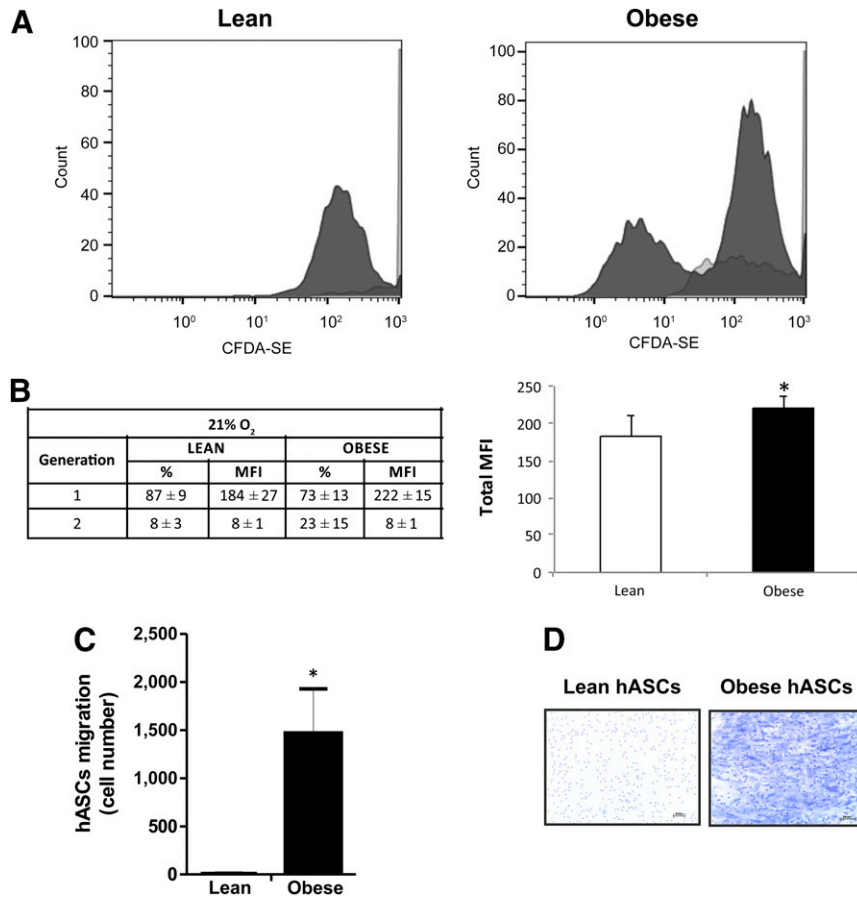 A
Lean
Obese
Count
100
80
60
40
20
0
10⁰
10¹
10²
10³
CFDA-SE
Count
200
150
100
80
60
40
20
0
10⁰
10¹
10²
10³
CFDA-SE
B
21% O₂
Generation
LEAN
OBESE
%
MFI
%
MFI
1
87 ± 9
184 ± 27
73 ± 13
222 ± 15
2
8 ± 3
8 ± 1
23 ± 15
8 ± 1
Total MFI
250
200
150
100
50
0
*
Lean
Obese
C
hASCs migration
(cell number)
2,500
2,000
1,500
1,000
500
0
*
Lean
Obese
D
Lean hASCs
Obese hASCs